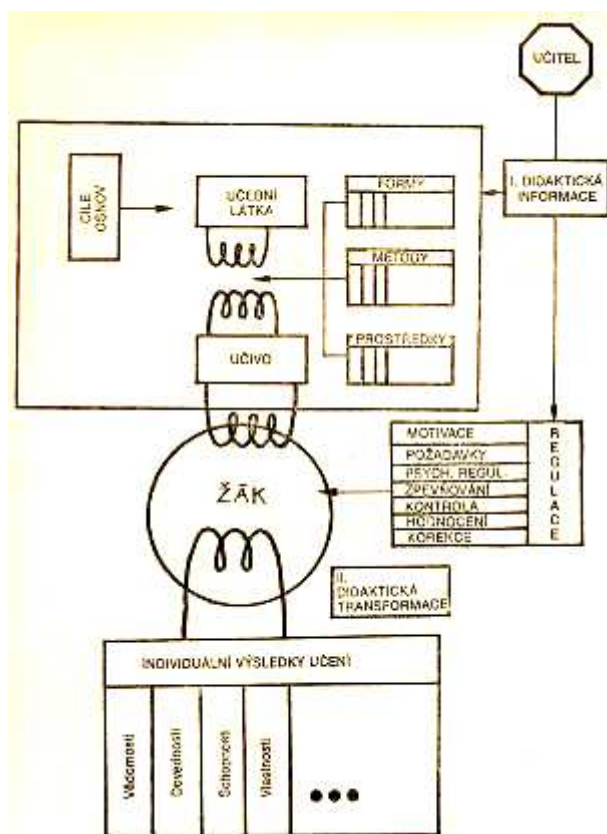 UČITEL
I. DIDAKTICKÁ
INFORMACE
CÍLE
OSNOV
UČEBNÍ
LÁTKA
FORMY
METODY
PROSTŘEDKY
UČIVO
MOTIVACE
POŽADAVKY
PSYCH. REGUL.
ZPEVŇOVÁNÍ
KONTROLA
HODNOCENÍ
KOREKCE
REGULACE
ŽÁK
II.
DIDAKTICKÁ
TRANSFORMACE
INDIVIDUÁLNÍ VÝSLEDKY UČENÍ
Vědomosti
Dovednosti
Schopnosti
Vlastnosti
●●●